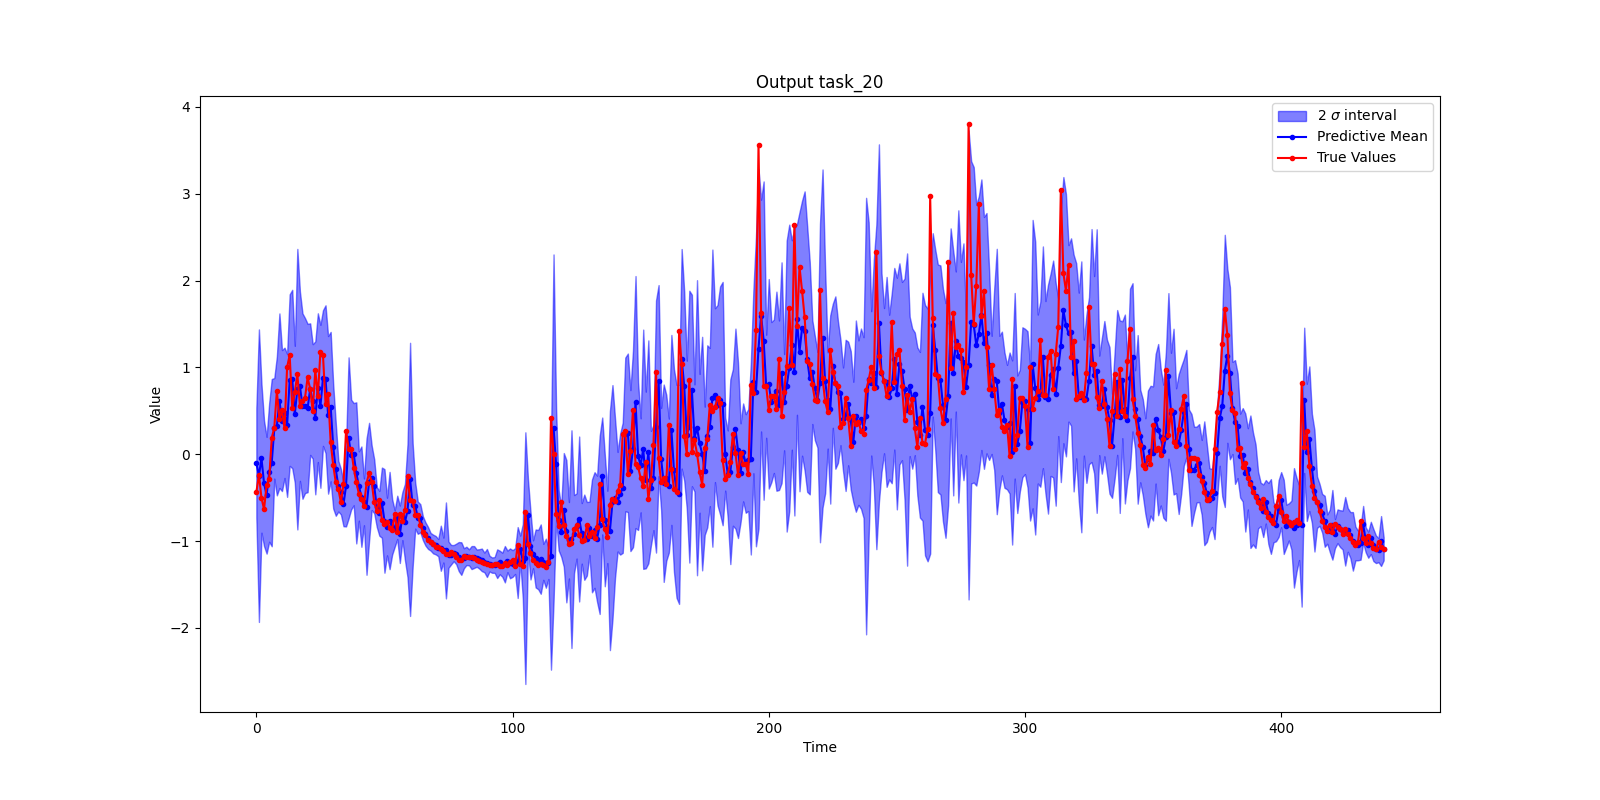 Output task_20
2 σ interval
Predictive Mean
True Values
Value
4
3
2
1
0
−1
−2
0 100 200 300 400
Time